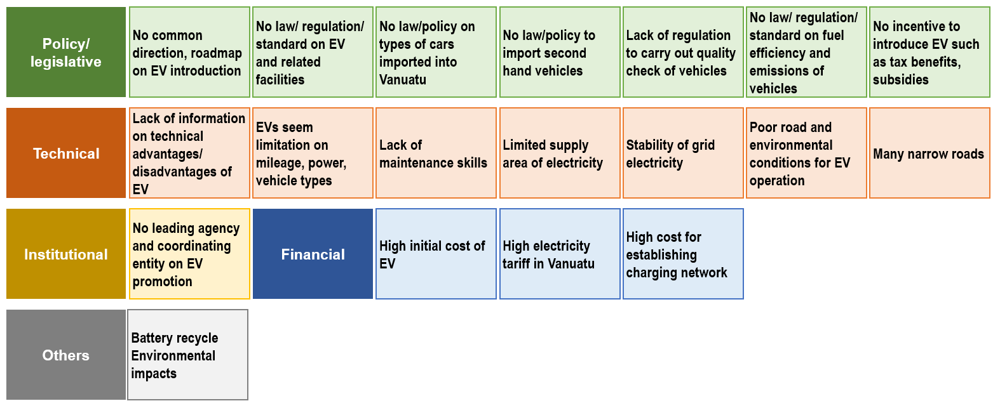 Policy/
legislative
No common
direction, roadmap
on EV introduction
No law/ regulation/
standard on EV
and related
facilities
No law/policy on
types of cars
imported into
Vanuatu
No law/policy to
import second
hand vehicles
Lack of regulation
to carry out quality
check of vehicles
No law/ regulation/
standard on fuel
efficiency and
emissions of
vehicles
No incentive to
introduce EV such
as tax benefits,
subsidies
Technical
Lack of information
on technical
advantages/
disadvantages of
EV
EVs seem
limitation on
mileage, power,
vehicle types
Lack of
maintenance skills
Limited supply
area of electricity
Stability of grid
electricity
Poor road and
environmental
conditions for EV
operation
Many narrow roads
Institutional
No leading agency
and coordinating
entity on EV
promotion
Financial
High initial cost of
EV
High electricity
tariff in Vanuatu
High cost for
establishing
charging network
Others
Battery recycle
Environmental
impacts